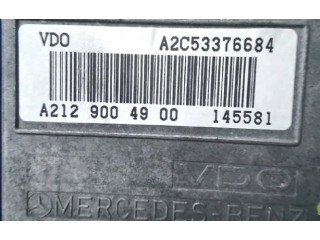 VDO A2C53376684
A212 900 49 00 145581
VDO
MERCEDES-BENZ